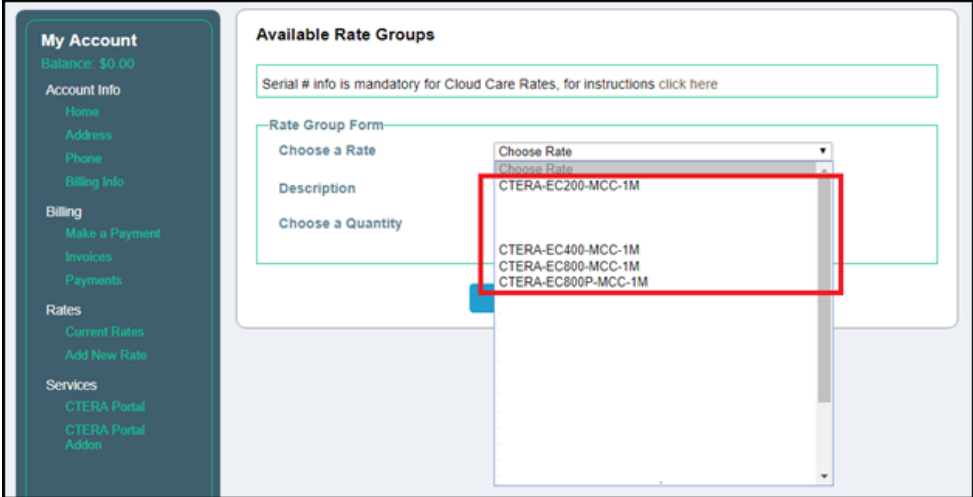 My Account
Balance: $0.00
Account Info
Home
Address
Phone
Billing Info
Billing
Make a Payment
Invoices
Payments
Rates
Current Rates
Add New Rate
Services
CTERA Portal
CTERA Portal
Addon
Available Rate Groups
Serial # info is mandatory for Cloud Care Rates, for instructions click here
Rate Group Form
Choose a Rate
Choose Rate
Choose Rate
Description
CTERA-EC200-MCC-1M
Choose a Quantity
CTERA-EC400-MCC-1M
CTERA-EC800-MCC-1M
CTERA-EC800P-MCC-1M